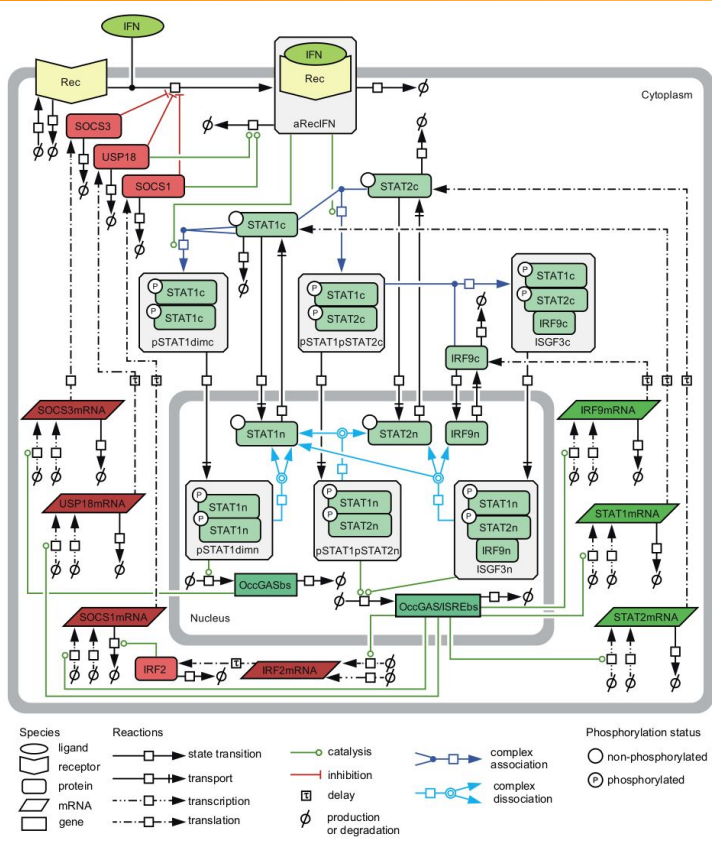 IFN
IFN
Rec
Rec
Cytoplasm
aRecIFN
SOCS3
USP18
SOCS1
STAT2c
STAT1c
P STAT1c
P STAT1c
pSTAT1dimc
P STAT1c
P STAT2c
pSTAT1pSTAT2c
P STAT1c
P STAT2c
IRF9c
ISGF3c
IRF9c
SOCS3mRNA
IRF9mRNA
STAT1n
STAT2n
IRF9n
USP18mRNA
STAT1mRNA
P STAT1n
P STAT1n
pSTAT1dimn
P STAT1n
P STAT2n
pSTAT1pSTAT2n
P STAT1n
P STAT2n
IRF9n
ISGF3n
OccGASbs
OccGAS/ISREbs
Nucleus
SOCS1mRNA
STAT2mRNA
IRF2
IRF2mRNA
Species
ligand
receptor
protein
mRNA
gene
Reactions
state transition
transport
transcription
translation
catalysis
inhibition
τ delay
ø production
or degradation
complex
association
complex
dissociation
Phosphorylation status
non-phosphorylated
P phosphorylated